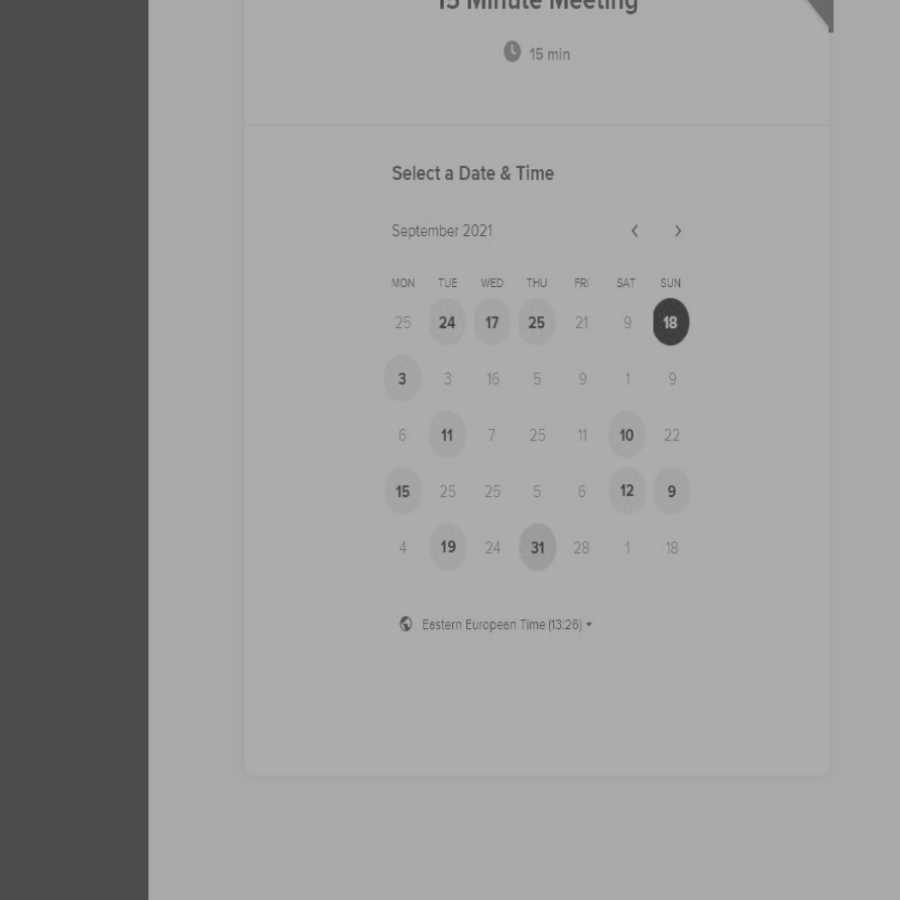 15 Minute Meeting
15 min
Select a Date & Time
September 2021
MON TUE WED THU FRI SAT SUN
25 24 17 25 21 9 18
3 3 16 5 9 1 9
6 11 7 25 11 10 22
15 25 25 5 6 12 9
4 19 24 31 28 1 18
Eastern European Time (13:26)